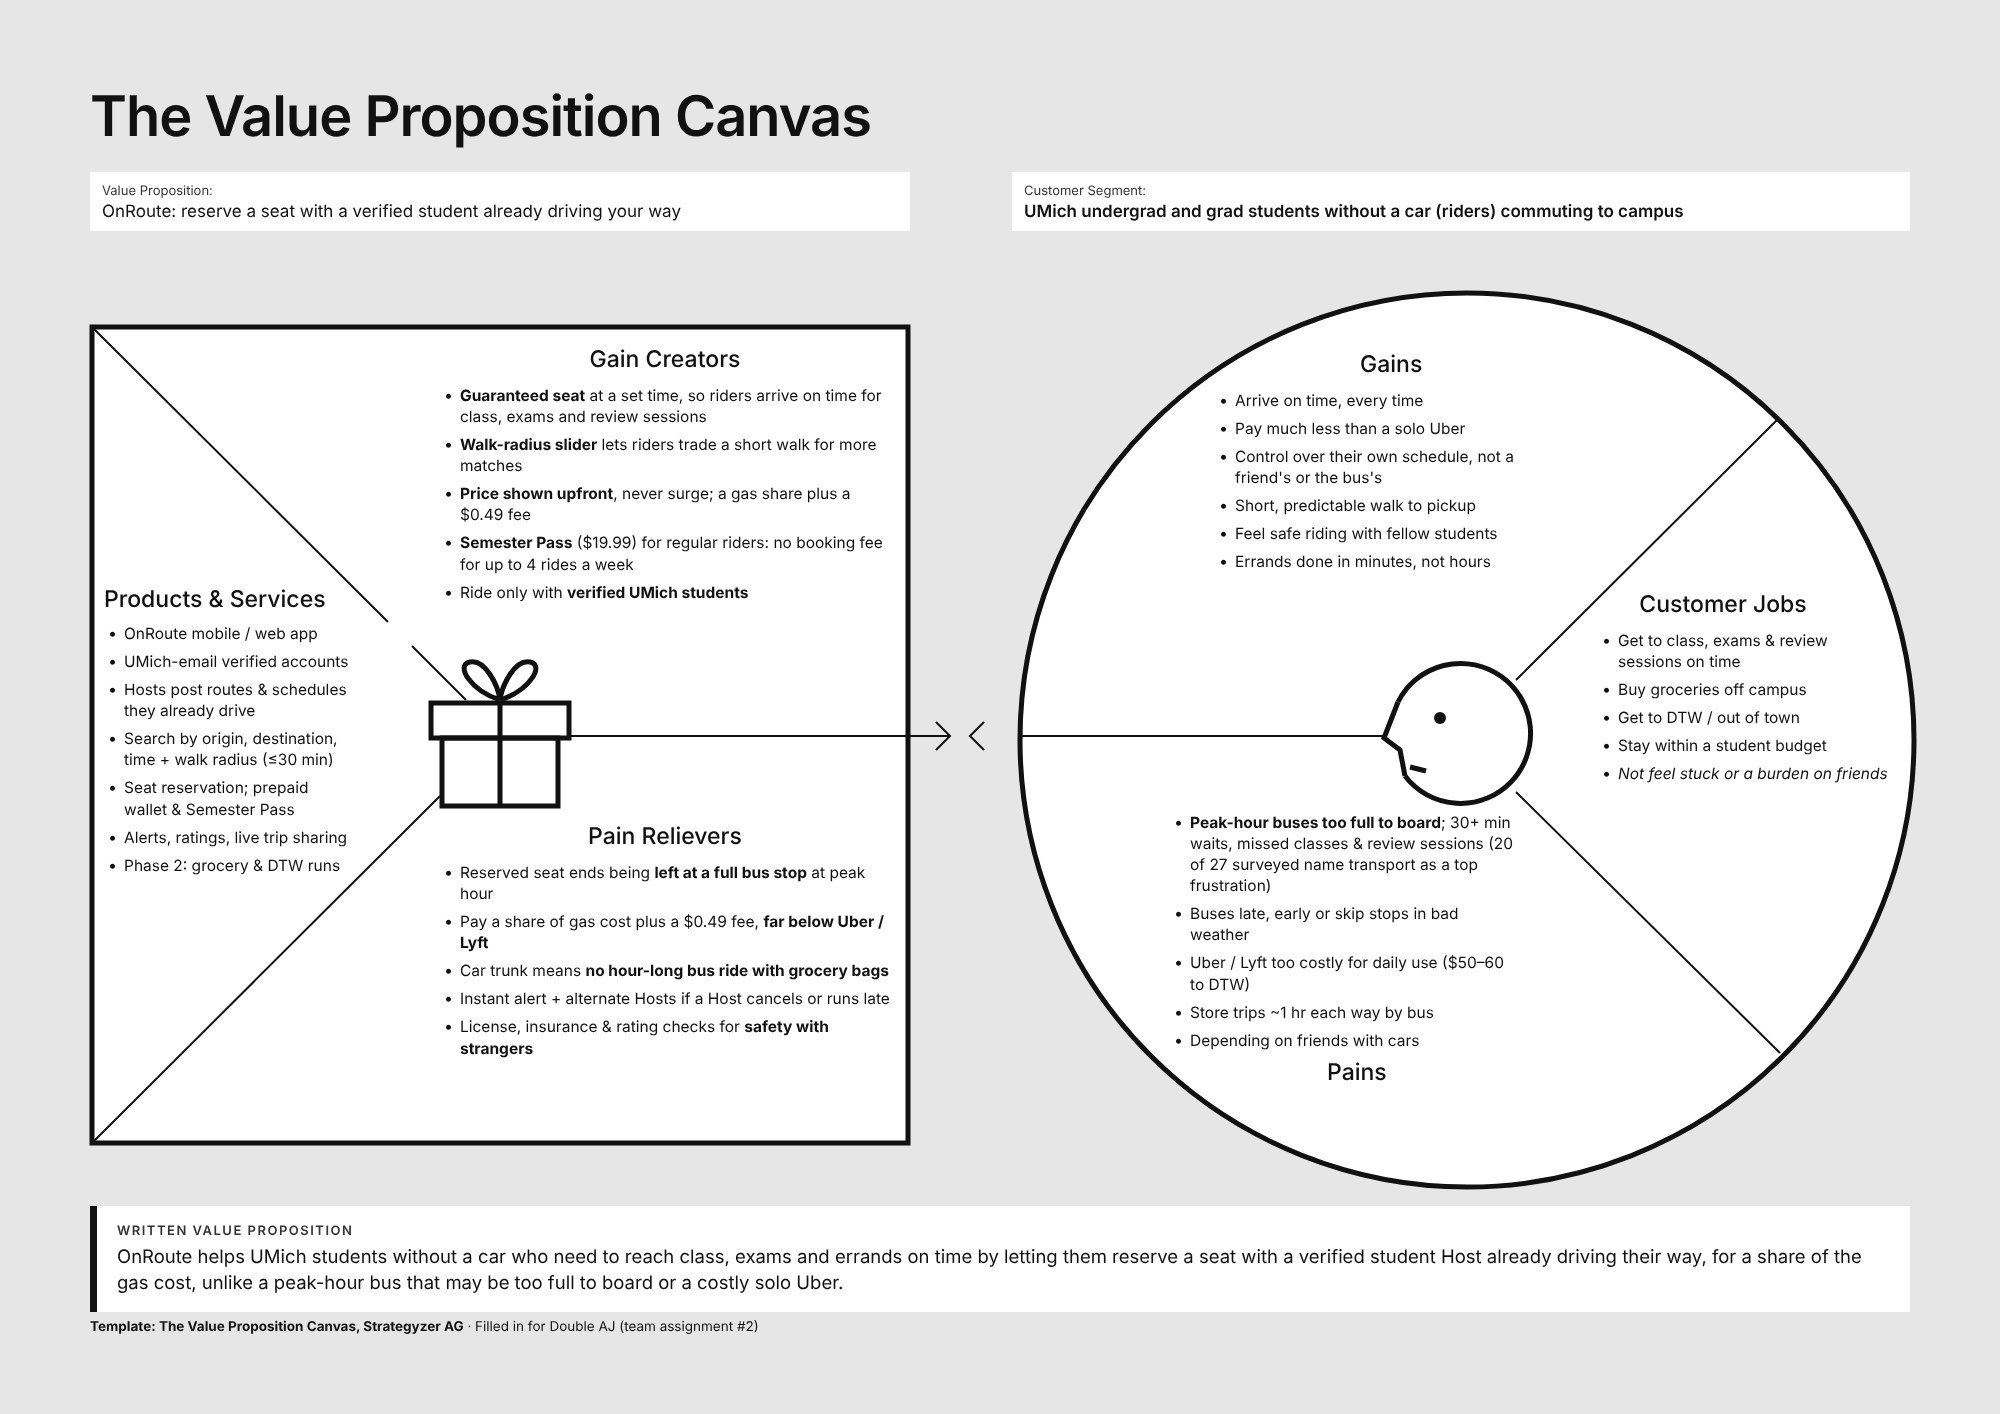 The Value Proposition Canvas
Value Proposition:
OnRoute: reserve a seat with a verified student already driving your way
Customer Segment:
UMich undergrad and grad students without a car (riders) commuting to campus
Gain Creators
• Guaranteed seat at a set time, so riders arrive on time for
class, exams and review sessions
• Walk-radius slider lets riders trade a short walk for more
matches
• Price shown upfront, never surge; a gas share plus a
$0.49 fee
• Semester Pass ($19.99) for regular riders: no booking fee
for up to 4 rides a week
• Ride only with verified UMich students
Products & Services
• OnRoute mobile / web app
• UMich-email verified accounts
• Hosts post routes & schedules
they already drive
• Search by origin, destination,
time + walk radius (≤30 min)
• Seat reservation; prepaid
wallet & Semester Pass
• Alerts, ratings, live trip sharing
• Phase 2: grocery & DTW runs
Pain Relievers
• Reserved seat ends being left at a full bus stop at peak
hour
• Pay a share of gas cost plus a $0.49 fee, far below Uber /
Lyft
• Car trunk means no hour-long bus ride with grocery bags
• Instant alert + alternate Hosts if a Host cancels or runs late
• License, insurance & rating checks for safety with
strangers
Gains
• Arrive on time, every time
• Pay much less than a solo Uber
• Control over their own schedule, not a
friend's or the bus's
• Short, predictable walk to pickup
• Feel safe riding with fellow students
• Errands done in minutes, not hours
Customer Jobs
• Get to class, exams & review
sessions on time
• Buy groceries off campus
• Get to DTW / out of town
• Stay within a student budget
• Not feel stuck or a burden on friends
• Peak-hour buses too full to board; 30+ min
waits, missed classes & review sessions (20
of 27 surveyed name transport as a top
frustration)
• Buses late, early or skip stops in bad
weather
• Uber / Lyft too costly for daily use ($50–60
to DTW)
• Store trips ~1 hr each way by bus
• Depending on friends with cars
Pains
WRITTEN VALUE PROPOSITION
OnRoute helps UMich students without a car who need to reach class, exams and errands on time by letting them reserve a seat with a verified student Host already driving their way, for a share of the
gas cost, unlike a peak-hour bus that may be too full to board or a costly solo Uber.
Template: The Value Proposition Canvas, Strategyzer AG · Filled in for Double AJ (team assignment #2)